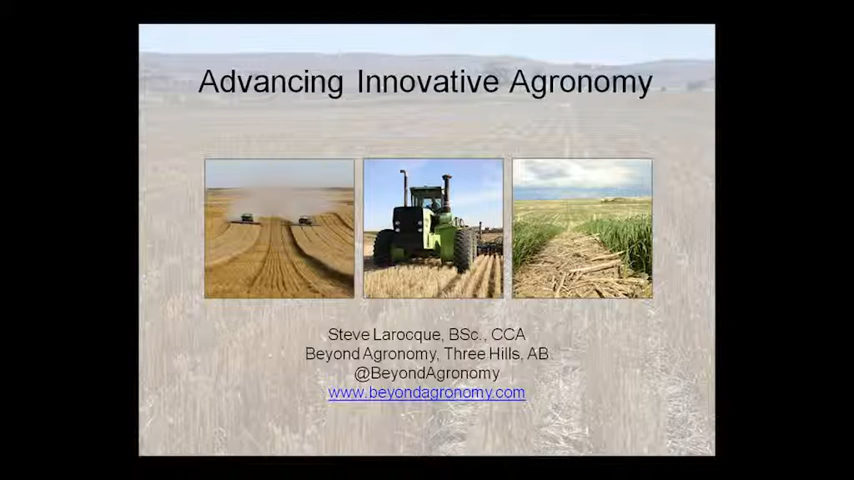 Advancing Innovative Agronomy
Steve Larocque, BSc., CCA
Beyond Agronomy, Three Hills, AB
@BeyondAgronomy
www.beyondagronomy.com